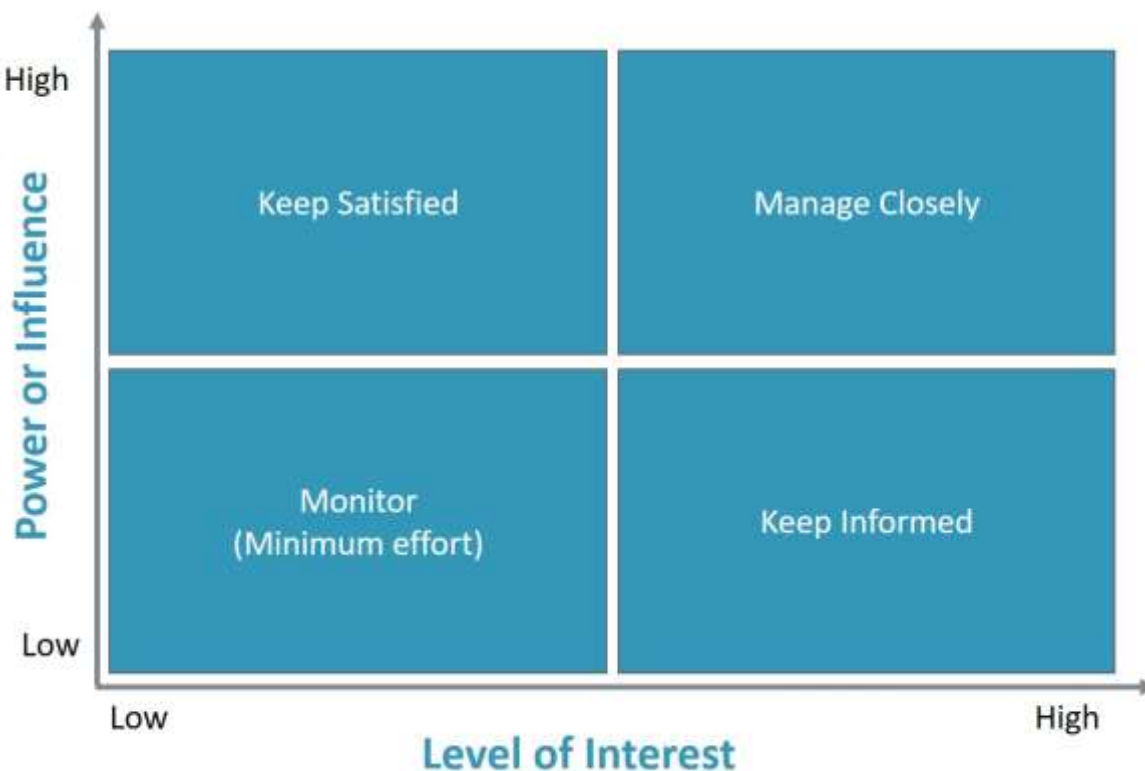 High
Keep Satisfied
Manage Closely
Power or Influence
Monitor
(Minimum effort)
Keep Informed
Low
Low
High
Level of Interest